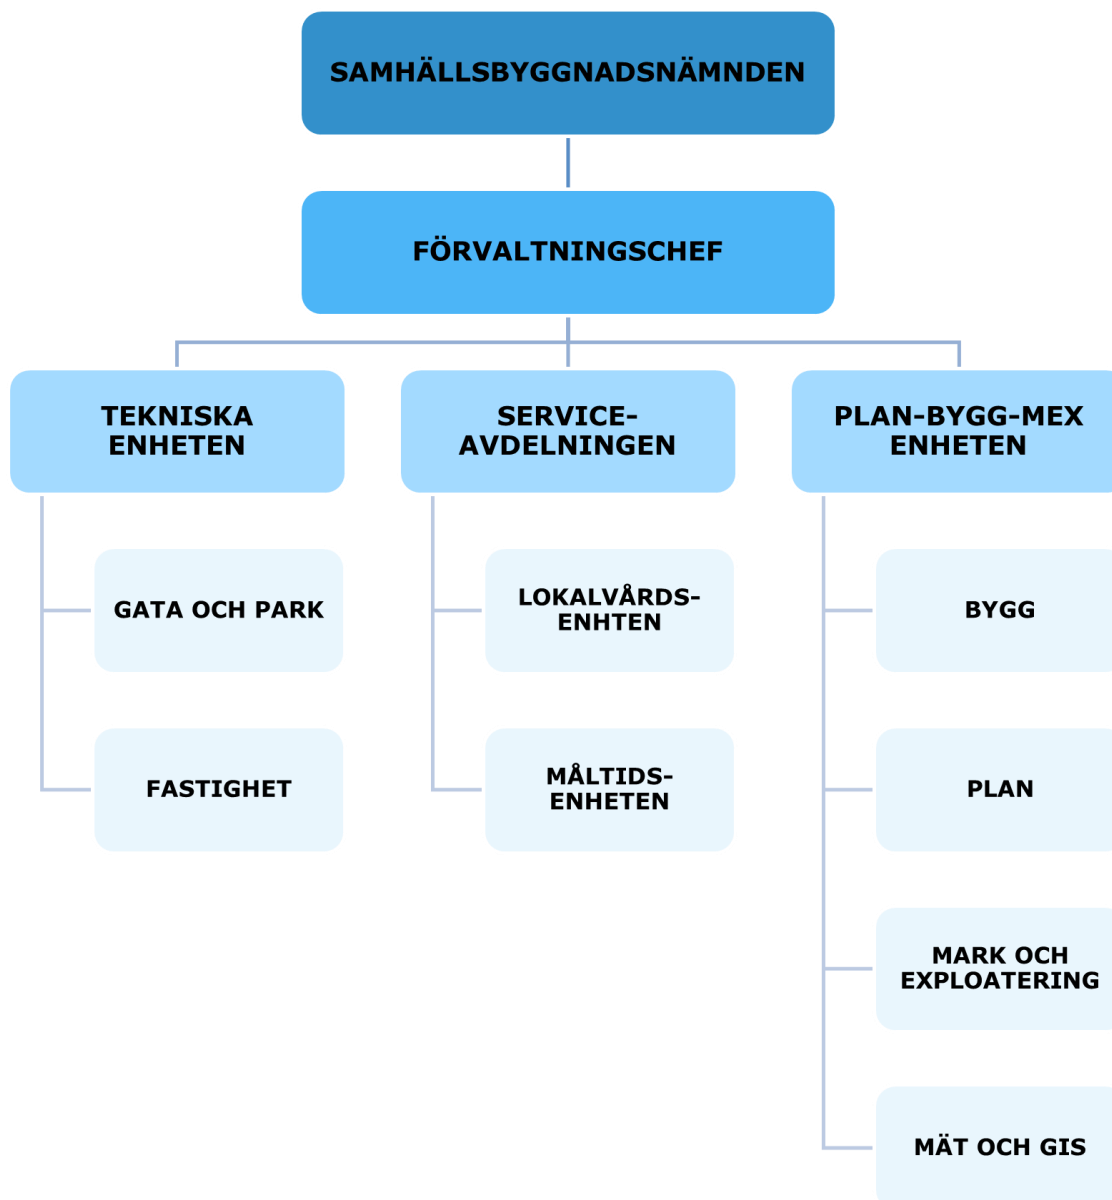 SAMHÄLLSBYGGNADSNÄMNDEN
FÖRVALTNINGSCHEF
TEKNISKA
ENHETEN
GATA OCH PARK
FASTIGHET
SERVICE-
AVDELNINGEN
LOKALVÅRDS-
ENHTEN
MÅLTIDS-
ENHETEN
PLAN-BYGG-MEX
ENHETEN
BYGG
PLAN
MARK OCH
EXPLOATERING
MÄT OCH GIS